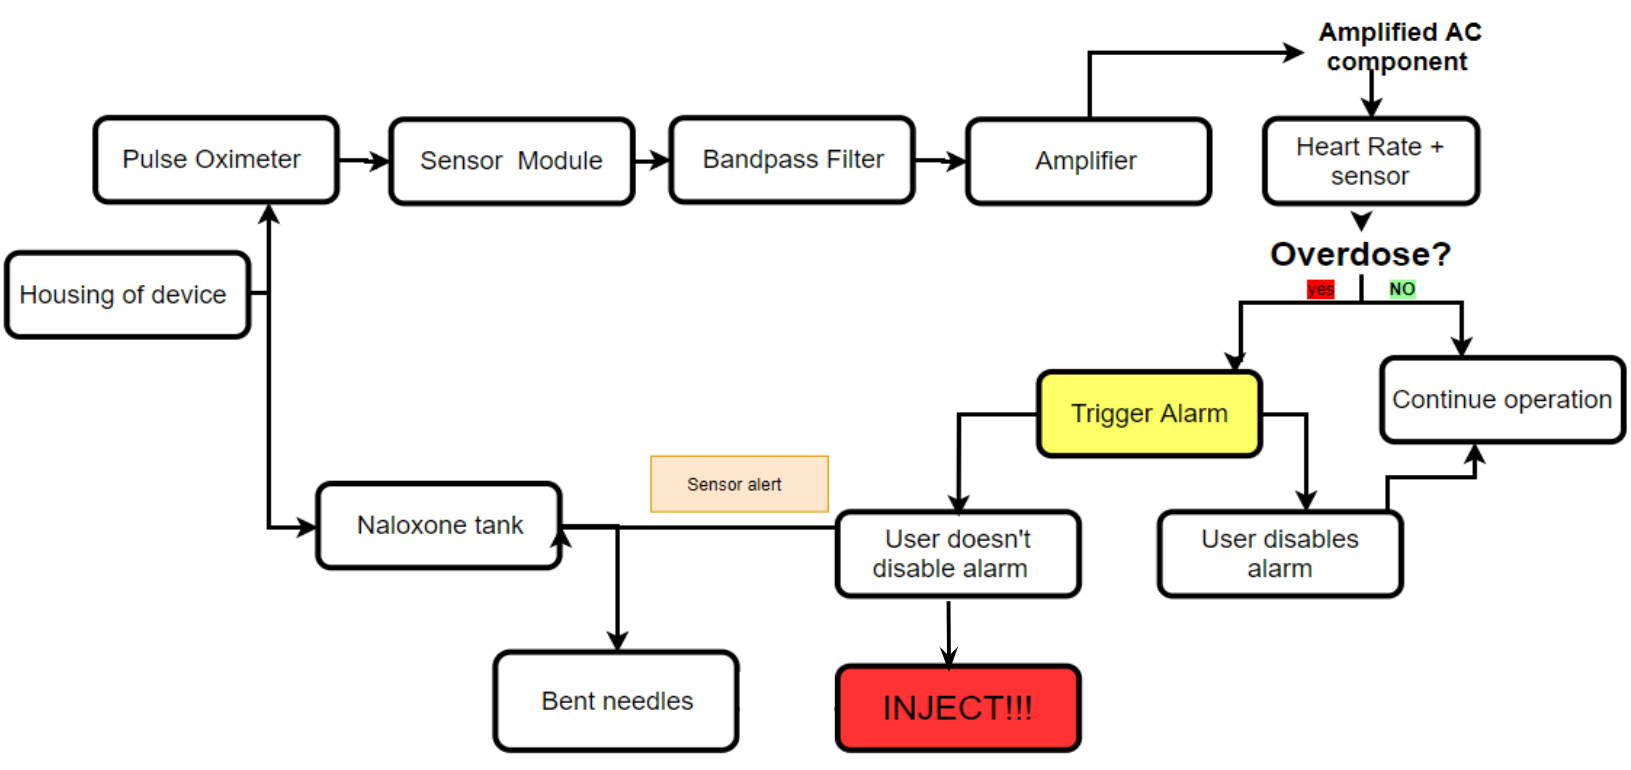 Amplified AC
component
Pulse Oximeter
Sensor Module
Bandpass Filter
Amplifier
Heart Rate +
sensor
Overdose?
yes
NO
Housing of device
Trigger Alarm
Continue operation
Sensor alert
Naloxone tank
User doesn't
disable alarm
User disables
alarm
Bent needles
INJECT!!!